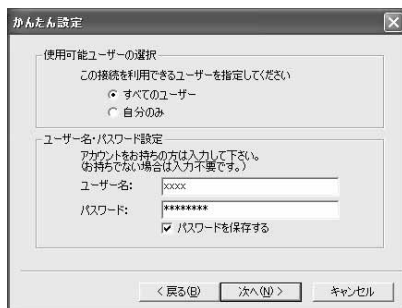 かんたん設定
使用可能ユーザーの選択
この接続を利用できるユーザーを指定してください
すべてのユーザー
自分のみ
ユーザー名・パスワード設定
アカウントをお持ちの方は入力して下さい。
(お持ちでない場合は入力不要です。)
ユーザー名: xxxx
パスワード: ********
パスワードを保存する
< 戻る(B) 次へ(N) > キャンセル